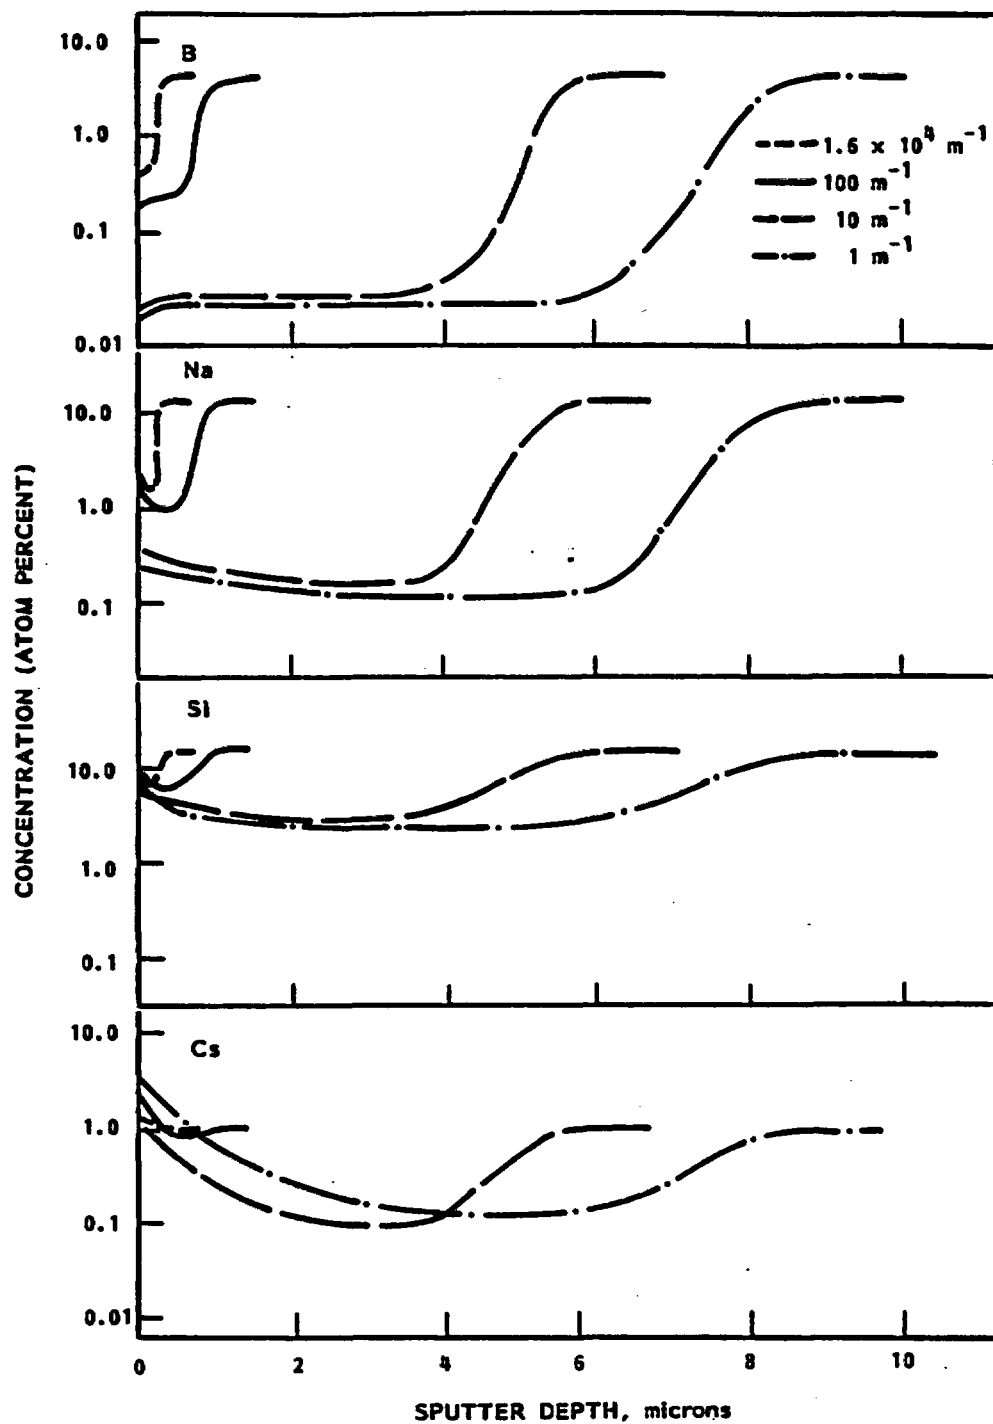 10.0
B
1.0
0.1
0.01
1.6 × 10⁴ m⁻¹
100 m⁻¹
10 m⁻¹
1 m⁻¹
Na
10.0
1.0
0.1
Si
10.0
1.0
0.1
Cs
10.0
1.0
0.1
0.01
0 2 4 6 8 10
CONCENTRATION (ATOM PERCENT)
SPUTTER DEPTH, microns